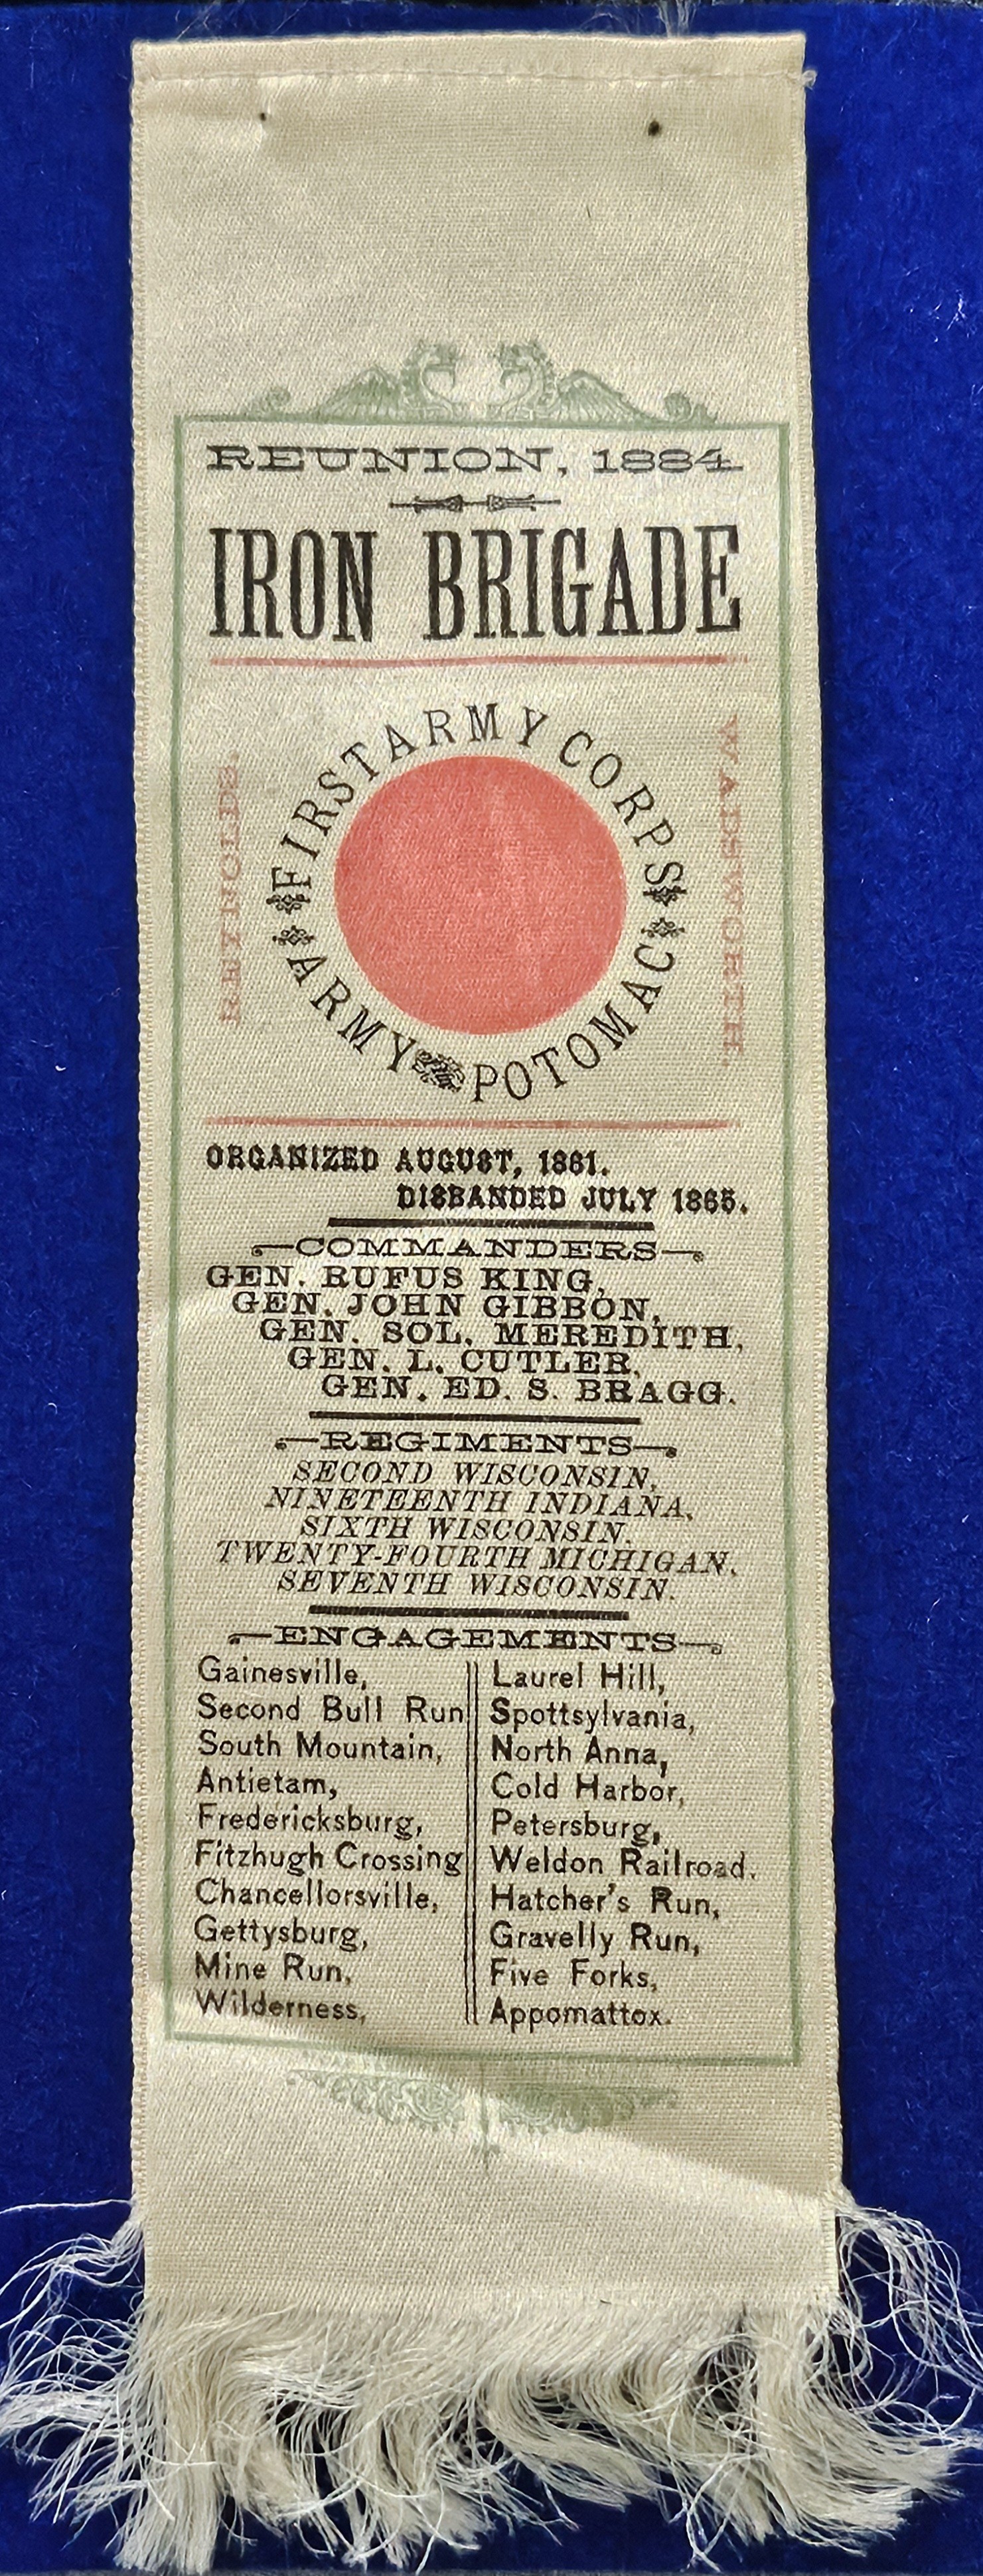 REUNION, 1884
IRON BRIGADE
FIRST ARMY CORPS
REYNOLDS.
WADSWORTH.
ARMY POTOMAC
ORGANIZED AUGUST, 1861.
DISBANDED JULY 1865.
COMMANDERS
GEN. RUFUS KING,
GEN. JOHN GIBBON,
GEN. SOL. MEREDITH,
GEN. L. CUTLER,
GEN. ED. S. BRAGG.
REGIMENTS
SECOND WISCONSIN,
NINETEENTH INDIANA,
SIXTH WISCONSIN,
TWENTY-FOURTH MICHIGAN,
SEVENTH WISCONSIN.
ENGAGEMENTS
Gainesville,
Second Bull Run
South Mountain,
Antietam,
Fredericksburg,
Fitzhugh Crossing
Chancellorsville,
Gettysburg,
Mine Run,
Wilderness,
Laurel Hill,
Spottsylvania,
North Anna,
Cold Harbor,
Petersburg,
Weldon Railroad.
Hatcher's Run,
Gravelly Run,
Five Forks,
Appomattox.